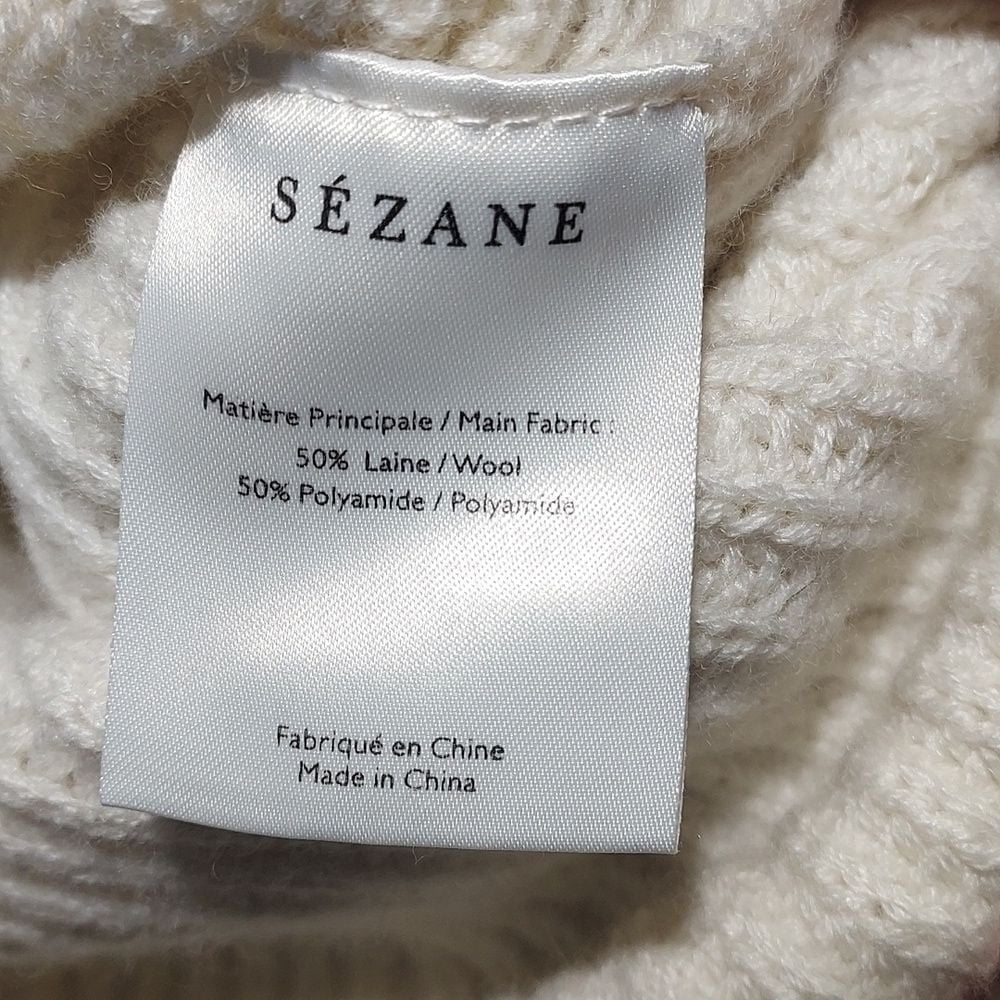 SÉZANE
Matière Principale / Main Fabric :
50% Laine / Wool
50% Polyamide / Polyamide
Fabriqué en Chine
Made in China